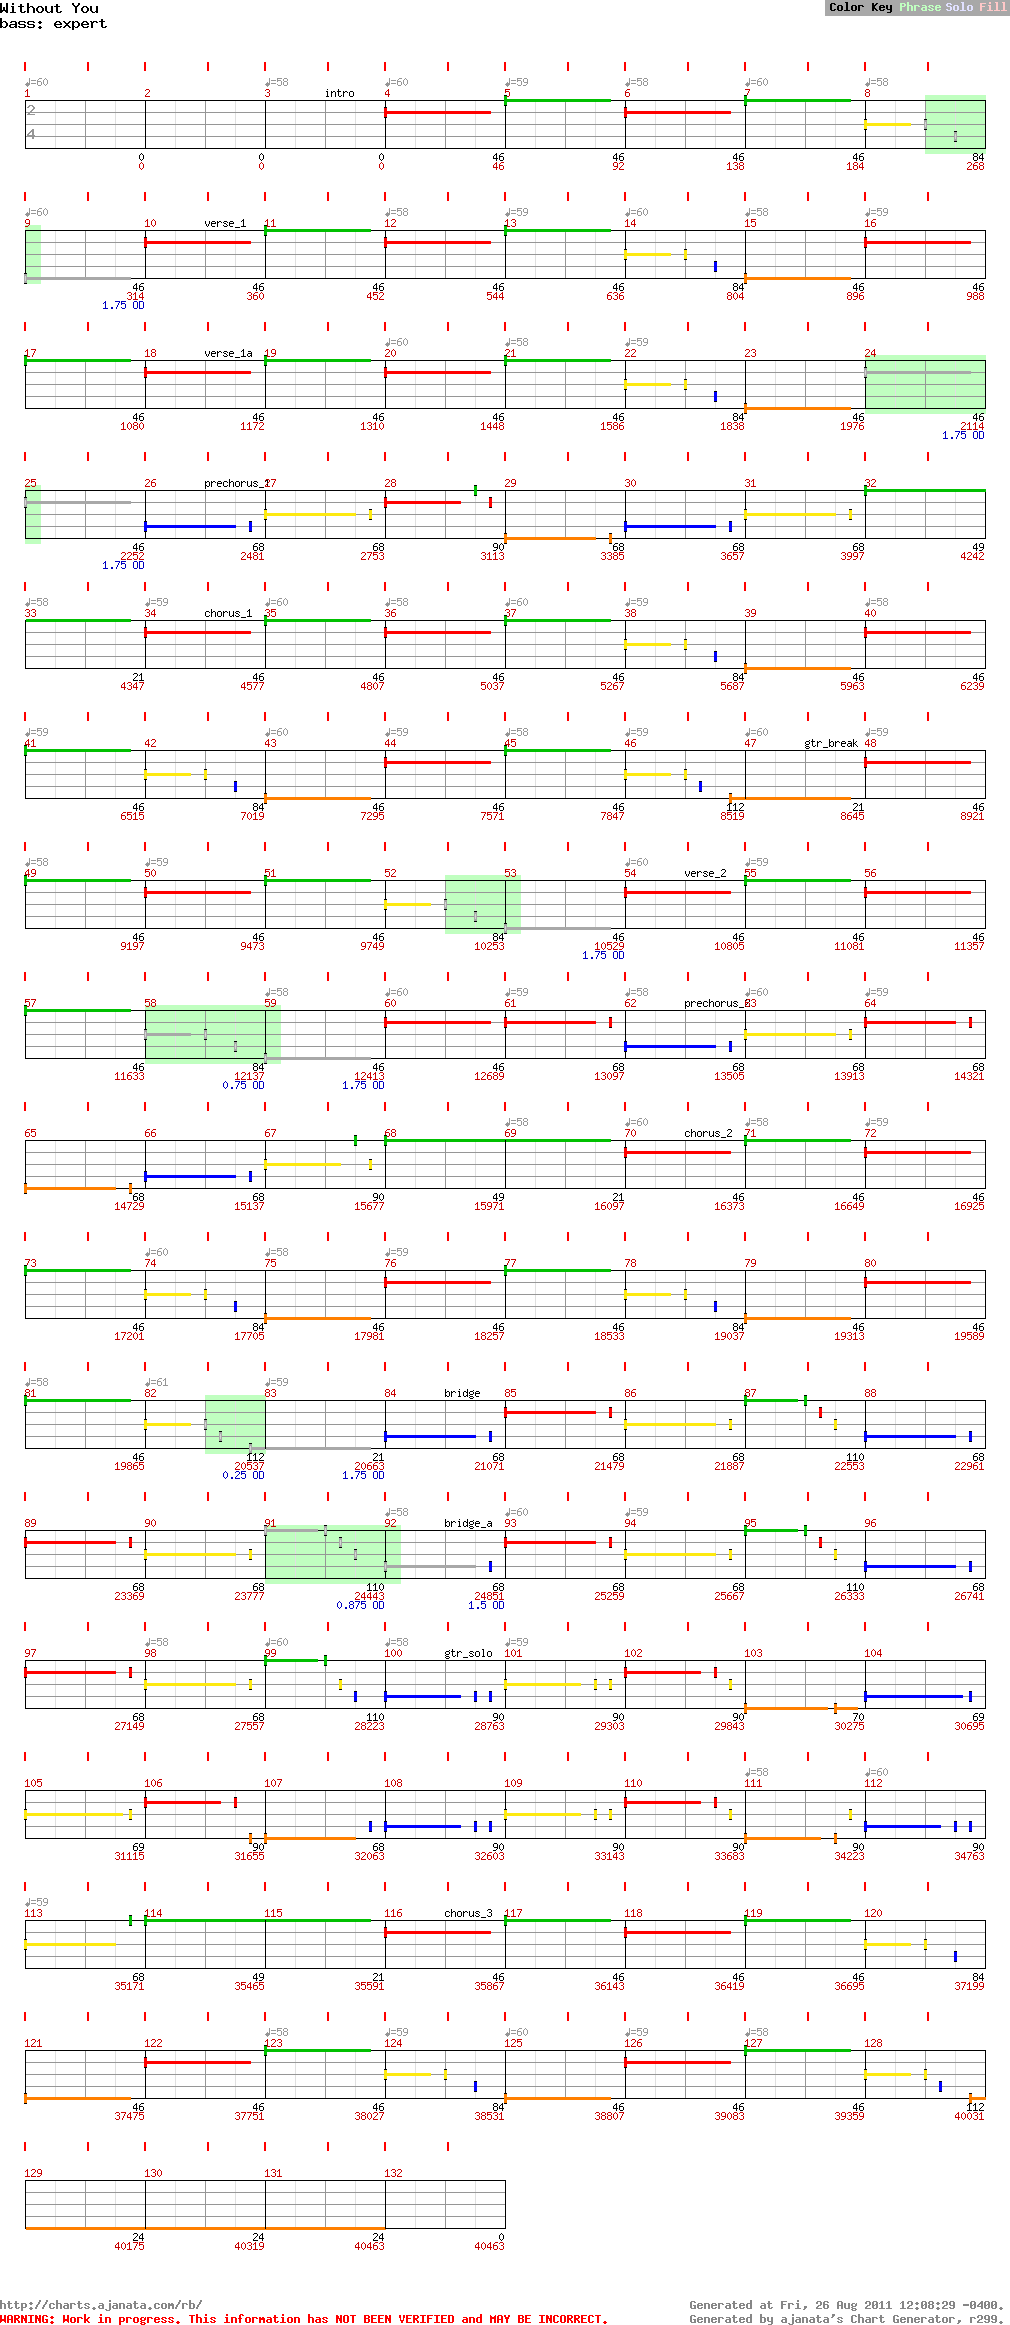 Without You
Color Key Phrase Solo Fill
bass: expert
♩=60 ♩=58 ♩=60 ♩=59 ♩=58 ♩=60 ♩=58
1 2 3 intro 4 5 6 7 8
2
4
0 0 0 46 46 46 46 84
0 0 0 46 92 138 184 268
♩=60 ♩=58 ♩=59 ♩=60 ♩=58 ♩=59
9 10 verse_1 11 12 13 14 15 16
46 46 46 46 46 84 46 46
314 360 452 544 636 804 896 988
1.75 OD
♩=60 ♩=58 ♩=59
17 18 verse_1a 19 20 21 22 23 24
46 46 46 46 46 84 46 46
1080 1172 1310 1448 1586 1838 1976 2114
1.75 OD
25 26 prechorus_1 27 28 29 30 31 32
46 68 68 90 68 68 68 49
2252 2481 2753 3113 3385 3657 3997 4242
1.75 OD
♩=58 ♩=59 ♩=60 ♩=58 ♩=60 ♩=59 ♩=58
33 34 chorus_1 35 36 37 38 39 40
21 46 46 46 46 84 46 46
4347 4577 4807 5037 5267 5687 5963 6239
♩=59 ♩=60 ♩=59 ♩=58 ♩=59 ♩=60 ♩=59
41 42 43 44 45 46 47 gtr_break 48
46 84 46 46 46 112 21 46
6515 7019 7295 7571 7847 8519 8645 8921
♩=58 ♩=59 ♩=60 ♩=59
49 50 51 52 53 54 verse_2 55 56
46 46 46 84 46 46 46 46
9197 9473 9749 10253 10529 10805 11081 11357
1.75 OD
♩=58 ♩=60 ♩=59 ♩=58 ♩=60 ♩=59
57 58 59 60 61 62 prechorus_2 63 64
46 84 46 46 68 68 68 68
11633 12137 12413 12689 13097 13505 13913 14321
0.75 OD 1.75 OD
♩=58 ♩=60 ♩=58 ♩=59
65 66 67 68 69 70 chorus_2 71 72
68 68 90 49 21 46 46 46
14729 15137 15677 15971 16097 16373 16649 16925
♩=60 ♩=58 ♩=59
73 74 75 76 77 78 79 80
46 84 46 46 46 84 46 46
17201 17705 17981 18257 18533 19037 19313 19589
♩=58 ♩=61 ♩=59
81 82 83 84 bridge 85 86 87 88
46 112 21 68 68 68 110 68
19865 20537 20663 21071 21479 21887 22553 22961
0.25 OD 1.75 OD
♩=58 ♩=60 ♩=59
89 90 91 92 bridge_a 93 94 95 96
68 68 110 68 68 68 110 68
23369 23777 24443 24851 25259 25667 26333 26741
0.875 OD 1.5 OD
♩=58 ♩=60 ♩=58 ♩=59
97 98 99 100 gtr_solo 101 102 103 104
68 68 110 90 90 90 70 69
27149 27557 28223 28763 29303 29843 30275 30695
♩=58 ♩=60
105 106 107 108 109 110 111 112
69 90 68 90 90 90 90 90
31115 31655 32063 32603 33143 33683 34223 34763
♩=59
113 114 115 116 chorus_3 117 118 119 120
68 49 21 46 46 46 46 84
35171 35465 35591 35867 36143 36419 36695 37199
♩=58 ♩=59 ♩=60 ♩=59 ♩=58
121 122 123 124 125 126 127 128
46 46 46 84 46 46 46 112
37475 37751 38027 38531 38807 39083 39359 40031
129 130 131 132
24 24 24 0
40175 40319 40463 40463
http://charts.ajanata.com/rb/ Generated at Fri, 26 Aug 2011 12:08:29 -0400.
WARNING: Work in progress. This information has NOT BEEN VERIFIED and MAY BE INCORRECT. Generated by ajanata's Chart Generator, r299.